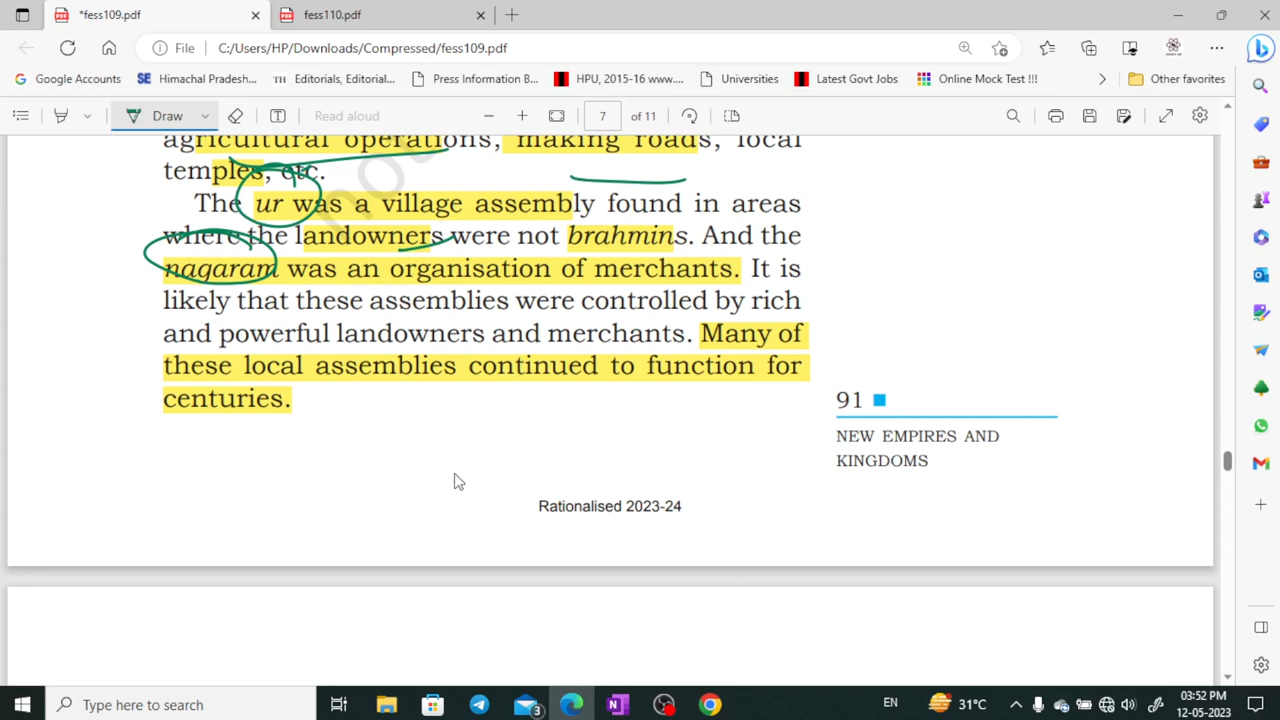 *fess109.pdf
fess110.pdf
File
C:/Users/HP/Downloads/Compressed/fess109.pdf
Google Accounts
SE Himachal Pradesh...
TH Editorials, Editorial...
Press Information B...
HPU, 2015-16 www....
Universities
Latest Govt Jobs
Online Mock Test !!!
Other favorites
Draw
Read aloud
7 of 11
agricultural operations, making roads, local
temples, etc.
The ur was a village assembly found in areas
where the landowners were not brahmins. And the
nagaram was an organisation of merchants. It is
likely that these assemblies were controlled by rich
and powerful landowners and merchants. Many of
these local assemblies continued to function for
centuries.
not
91
NEW EMPIRES AND
KINGDOMS
Rationalised 2023-24
Type here to search
3
EN
31°C
03:52 PM
12-05-2023